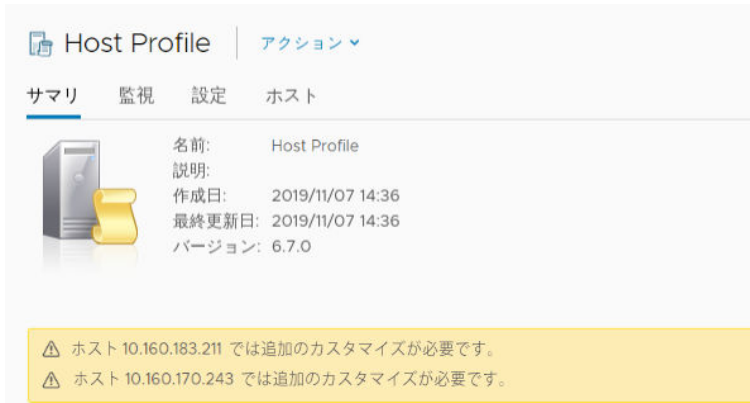 Host Profile アクション
サマリ 監視 設定 ホスト
名前: Host Profile
説明:
作成日: 2019/11/07 14:36
最終更新日: 2019/11/07 14:36
バージョン: 6.7.0
ホスト 10.160.183.211 では追加のカスタマイズが必要です。
ホスト 10.160.170.243 では追加のカスタマイズが必要です。